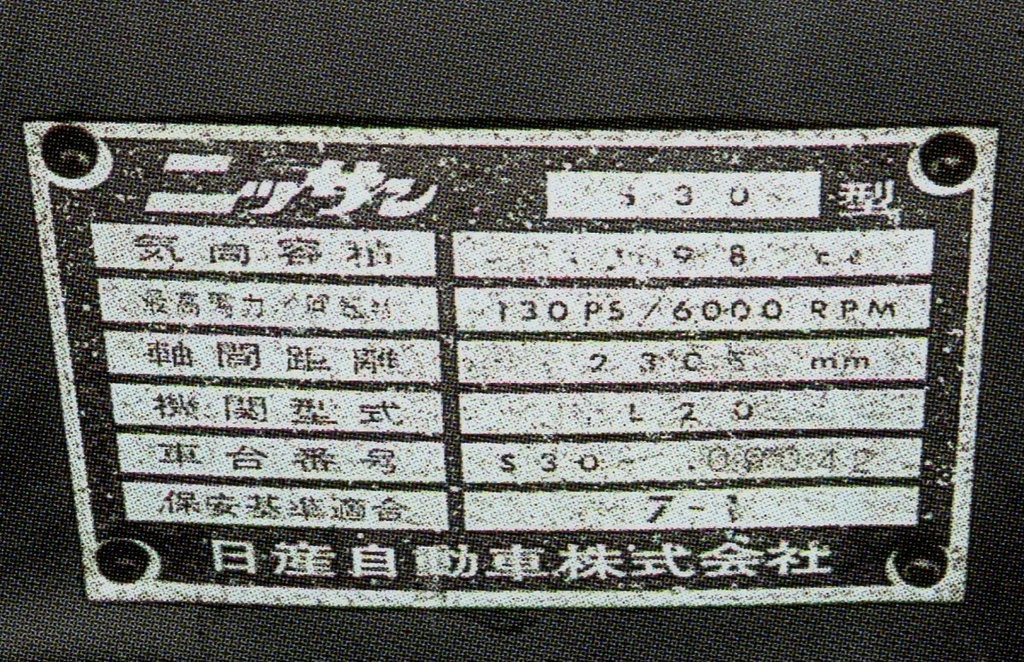 ニッサン S30 型
気筒容積 1998 cc
最高馬力/回転数 130PS/6000RPM
軸間距離 2305 mm
機関型式 L20
車台番号 S30-
保安基準適合 7-1
日産自動車株式会社